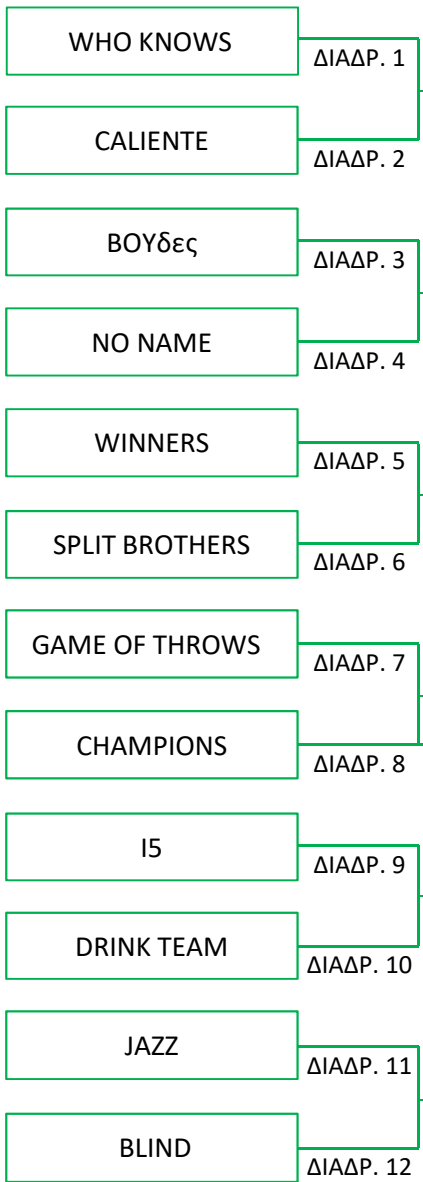 WHO KNOWS
ΔΙΑΔΡ. 1
CALIENTE
ΔΙΑΔΡ. 2
ΒΟΥδες
ΔΙΑΔΡ. 3
NO NAME
ΔΙΑΔΡ. 4
WINNERS
ΔΙΑΔΡ. 5
SPLIT BROTHERS
ΔΙΑΔΡ. 6
GAME OF THROWS
ΔΙΑΔΡ. 7
CHAMPIONS
ΔΙΑΔΡ. 8
I5
ΔΙΑΔΡ. 9
DRINK TEAM
ΔΙΑΔΡ. 10
JAZZ
ΔΙΑΔΡ. 11
BLIND
ΔΙΑΔΡ. 12